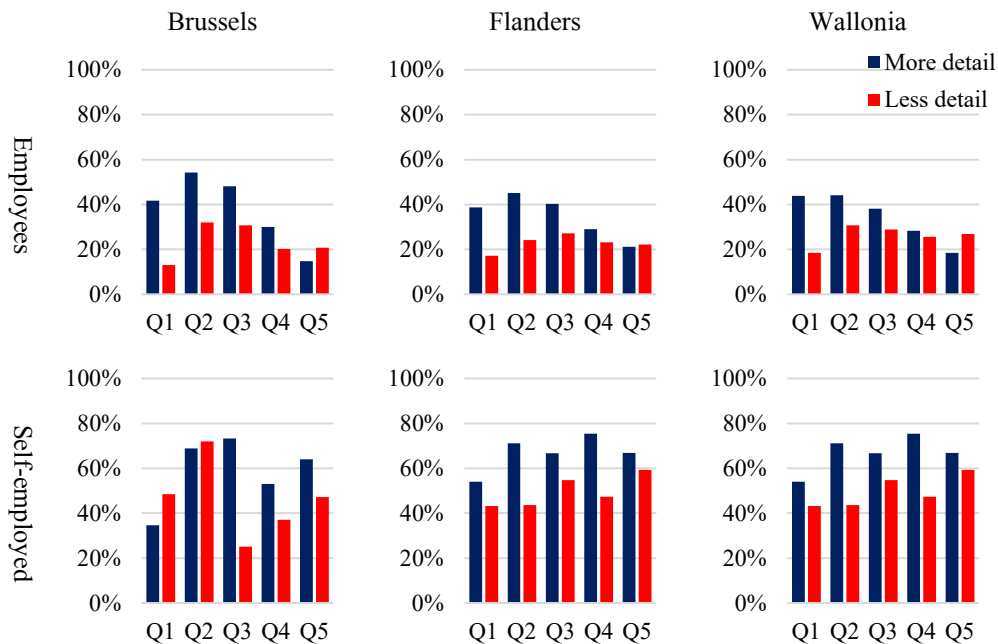 Brussels
Flanders
Wallonia
More detail
Less detail
Employees
100%
80%
60%
40%
20%
0%
Q1 Q2 Q3 Q4 Q5
100%
80%
60%
40%
20%
0%
Q1 Q2 Q3 Q4 Q5
100%
80%
60%
40%
20%
0%
Q1 Q2 Q3 Q4 Q5
Self-employed
100%
80%
60%
40%
20%
0%
Q1 Q2 Q3 Q4 Q5
100%
80%
60%
40%
20%
0%
Q1 Q2 Q3 Q4 Q5
100%
80%
60%
40%
20%
0%
Q1 Q2 Q3 Q4 Q5